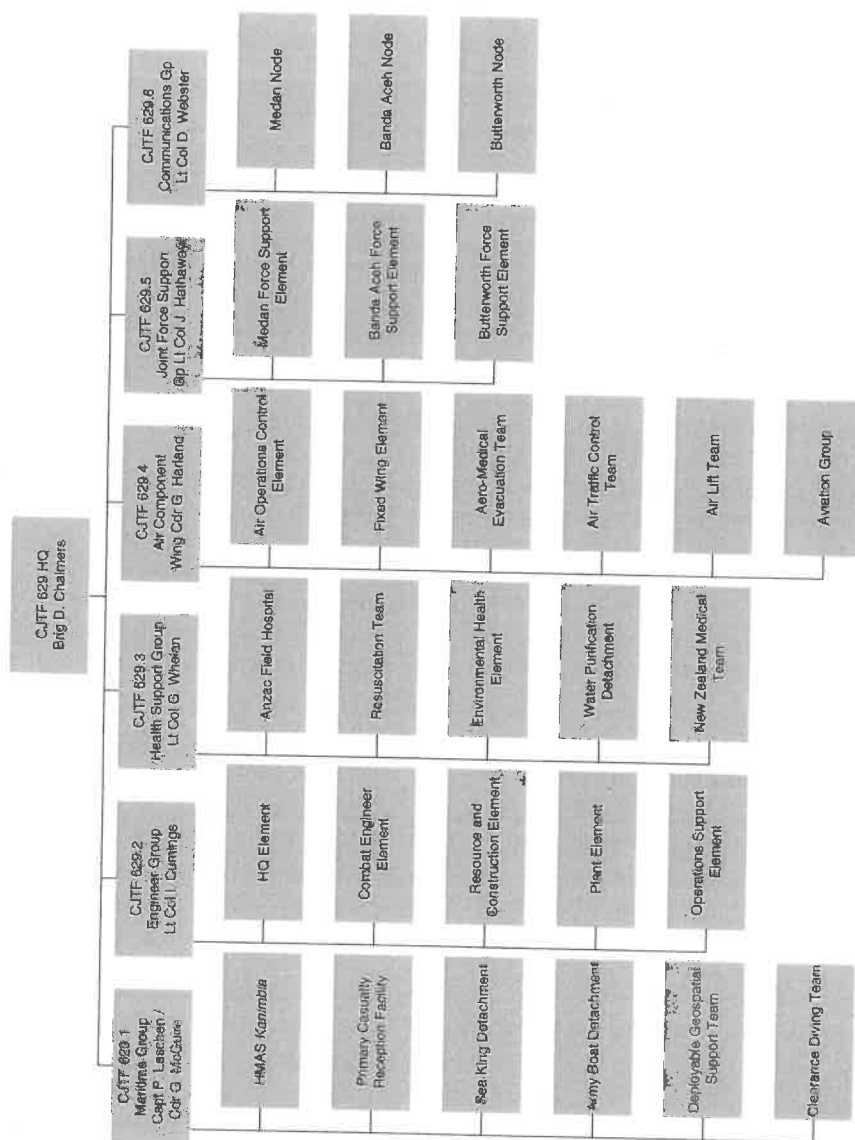 CJTF 629 HQ
Brig D. Chalmers
CJTF 629.1
Maritime Group
Capt P. Laschen /
Cdr G. McGuire
HMAS Kanimbla
Primary Casualty
Reception Facility
Sea King Detachment
Army Boat Detachment
Deployable Geospatial
Support Team
Clearance Diving Team
CJTF 629.2
Engineer Group
Lt Col I. Cumings
HQ Element
Combat Engineer
Element
Resource and
Construction Element
Plant Element
Operations Support
Element
CJTF 629.3
Health Support Group
Lt Col G. Whelan
Anzac Field Hospital
Resuscitation Team
Environmental Health
Element
Water Purification
Detachment
New Zealand Medical
Team
CJTF 629.4
Air Component
Wing Cdr G. Harland
Air Operations Control
Element
Fixed Wing Element
Aero-Medical
Evacuation Team
Air Traffic Control
Team
Air Lift Team
Aviation Group
CJTF 629.5
Joint Force Support
Gp Lt Col J. Hathaway
Medan Force Support
Element
Banda Aceh Force
Support Element
Butterworth Force
Support Element
CJTF 629.6
Communications Gp
Lt Col D. Webster
Medan Node
Banda Aceh Node
Butterworth Node